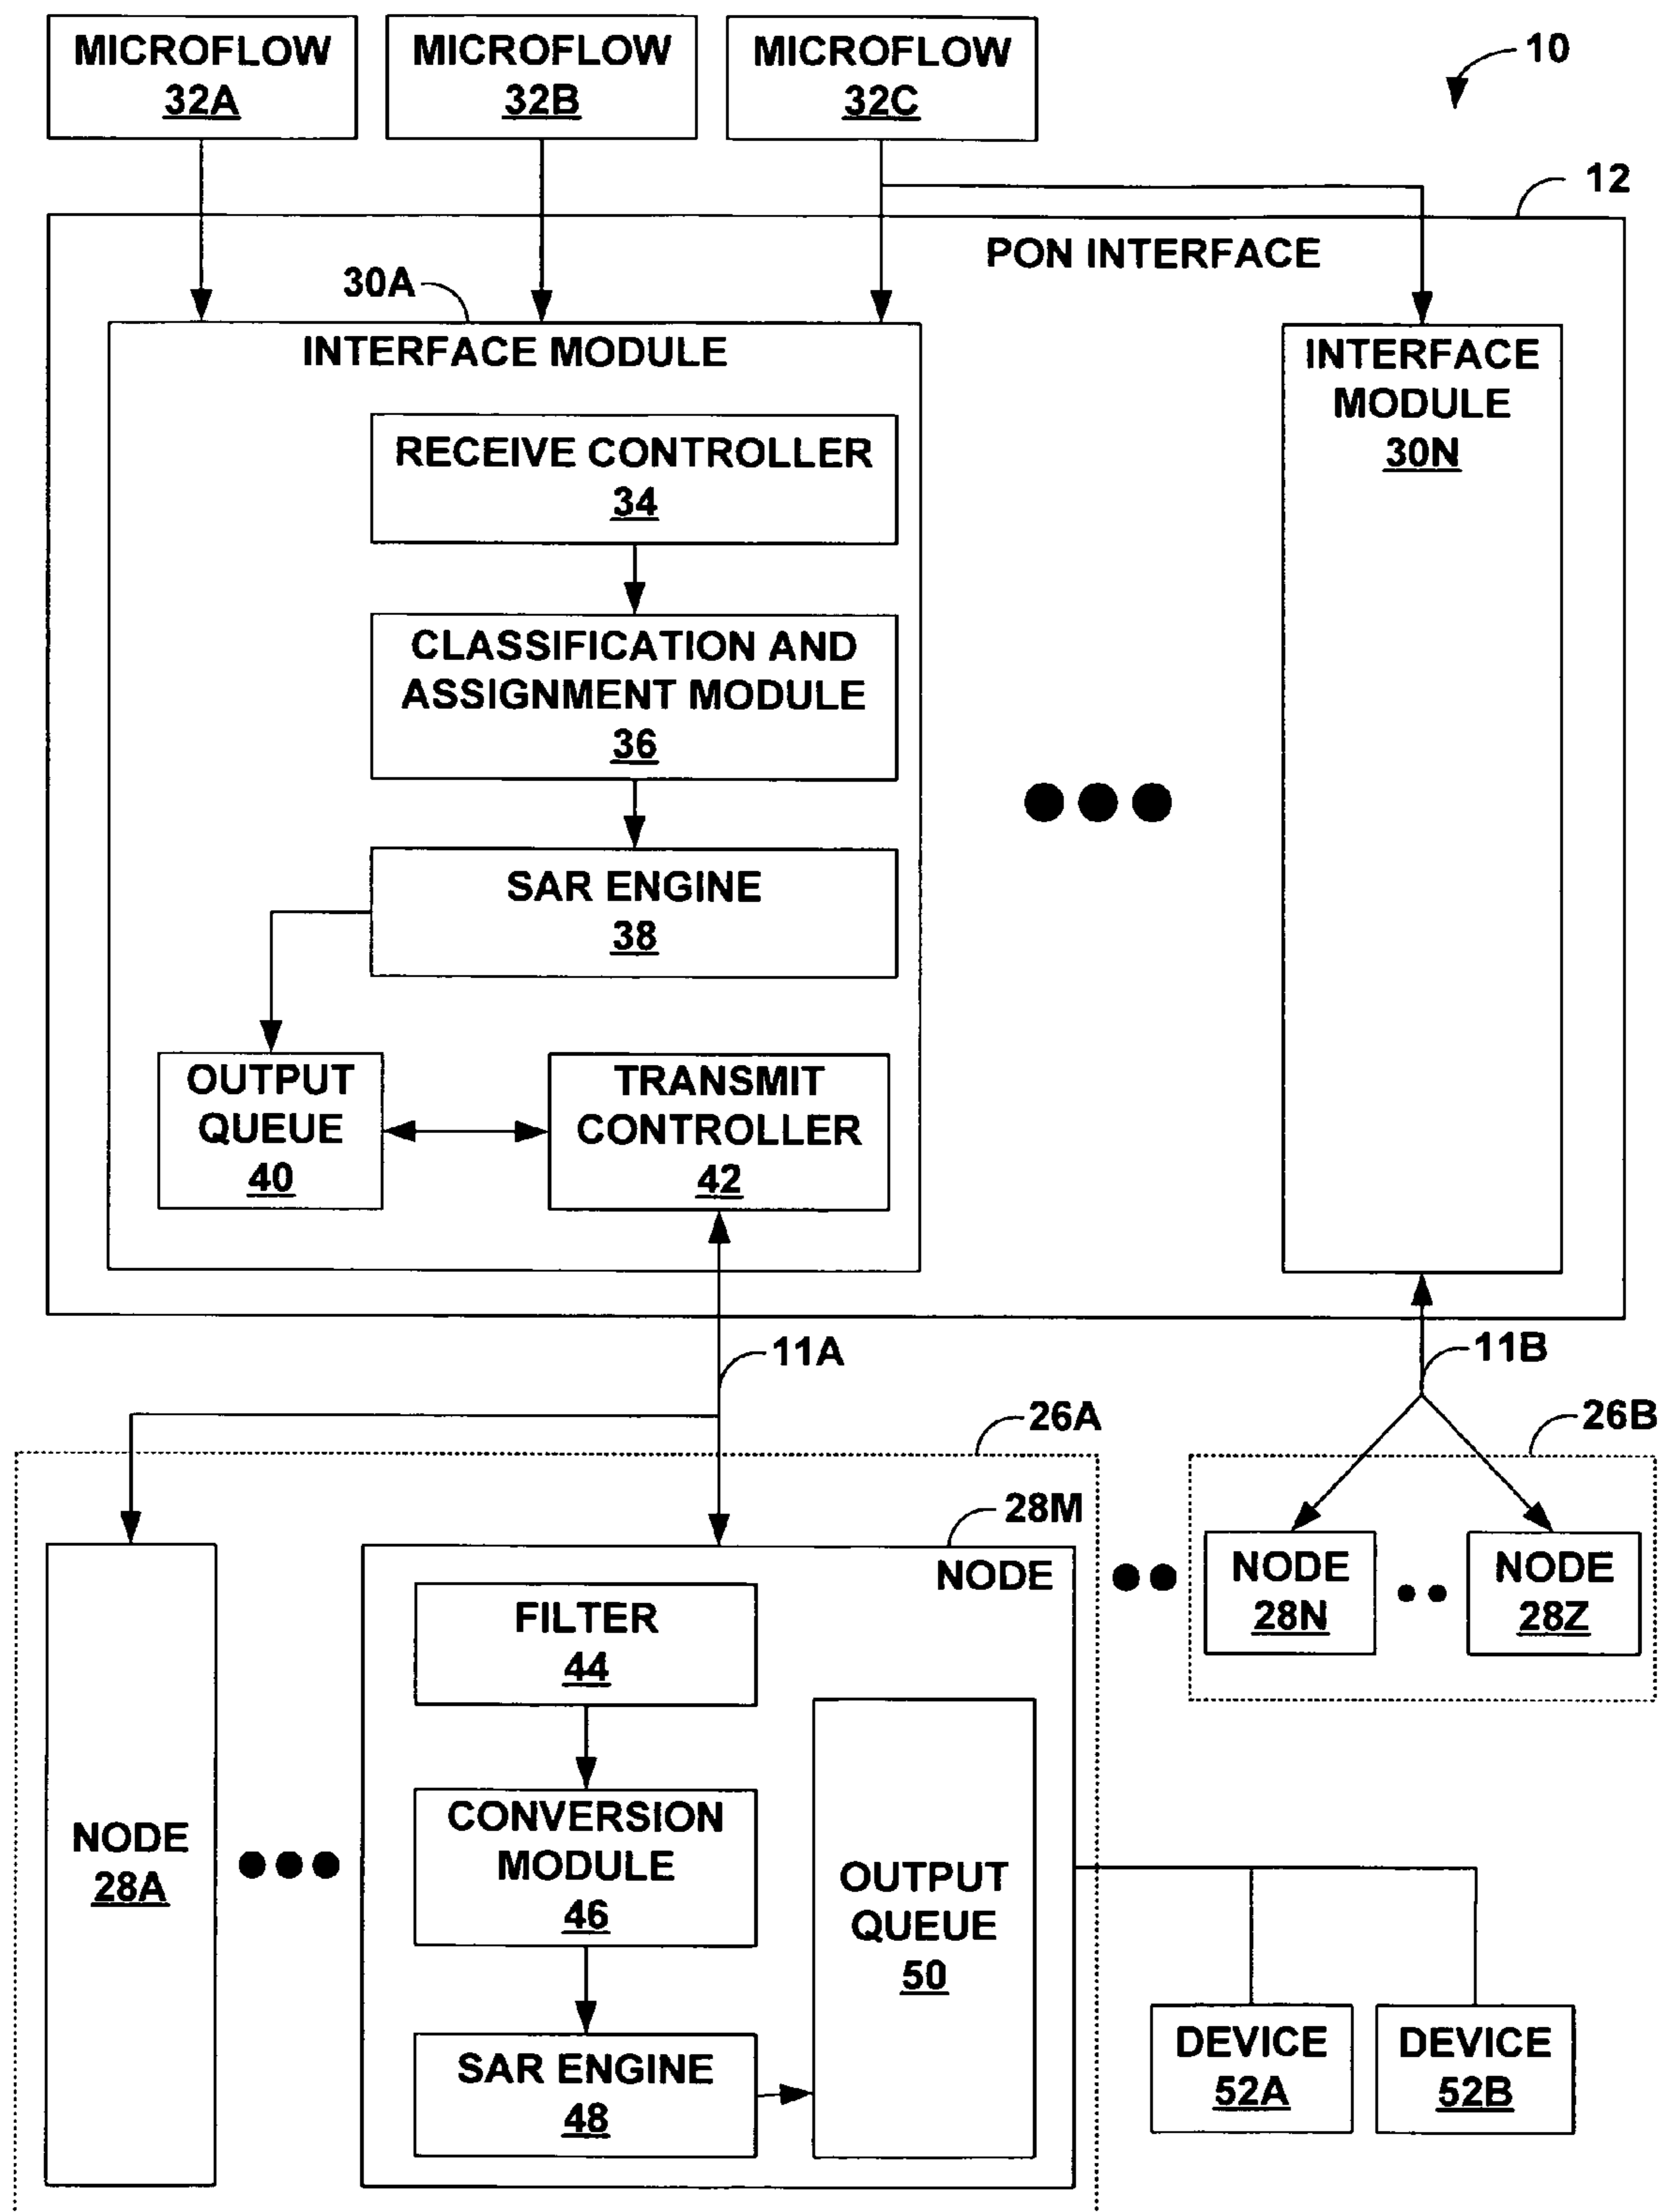 MICROFLOW
32A
MICROFLOW
32B
MICROFLOW
32C
10
12
PON INTERFACE
30A
INTERFACE MODULE
INTERFACE
MODULE
30N
RECEIVE CONTROLLER
34
CLASSIFICATION AND
ASSIGNMENT MODULE
36
SAR ENGINE
38
OUTPUT
QUEUE
40
TRANSMIT
CONTROLLER
42
11A
11B
26A
26B
28M
NODE
NODE
28N
NODE
28Z
FILTER
44
CONVERSION
MODULE
46
NODE
28A
OUTPUT
QUEUE
50
SAR ENGINE
48
DEVICE
52A
DEVICE
52B